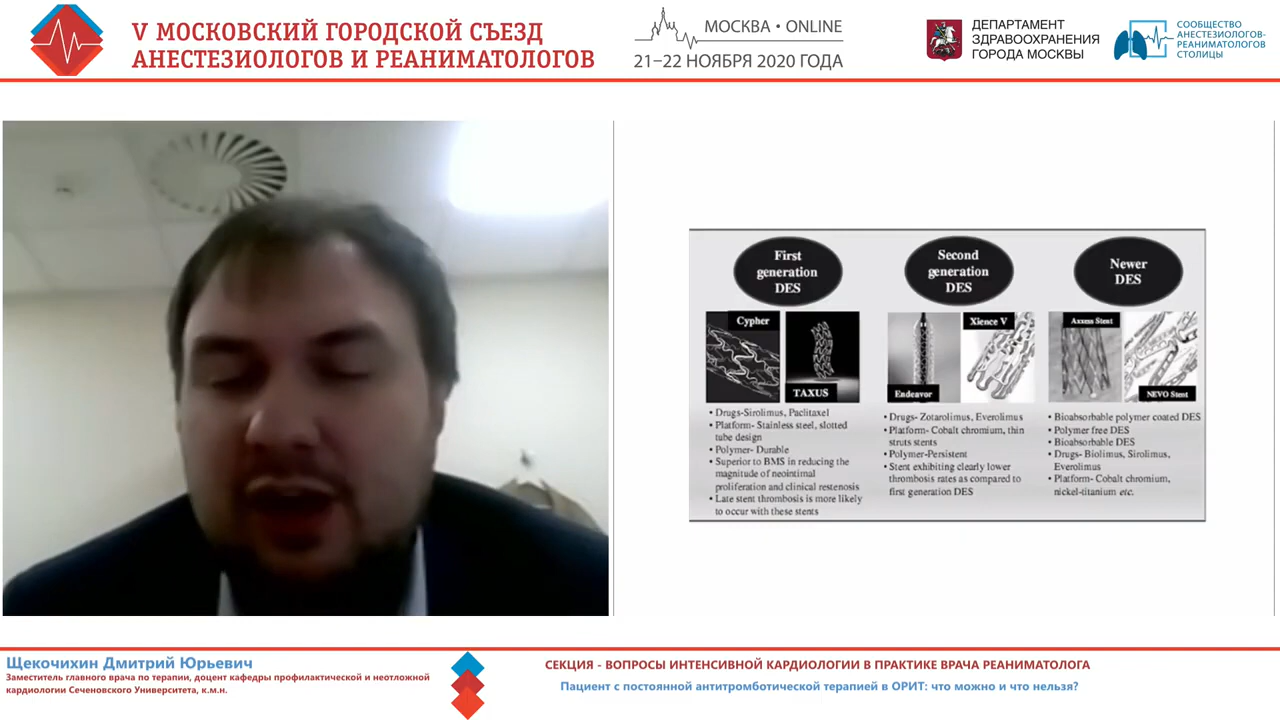 V МОСКОВСКИЙ ГОРОДСКОЙ СЪЕЗД
АНЕСТЕЗИОЛОГОВ И РЕАНИМАТОЛОГОВ
МОСКВА • ONLINE
21–22 НОЯБРЯ 2020 ГОДА
ДЕПАРТАМЕНТ
ЗДРАВООХРАНЕНИЯ
ГОРОДА МОСКВЫ
СООБЩЕСТВО
АНЕСТЕЗИОЛОГОВ-
РЕАНИМАТОЛОГОВ
СТОЛИЦЫ
First
generation
DES
Cypher
TAXUS
• Drugs-Sirolimus, Paclitaxel
• Platform- Stainless steel, slotted
tube design
• Polymer- Durable
• Superior to BMS in reducing the
magnitude of neointimal
proliferation and clinical restenosis
• Late stent thrombosis is more likely
to occur with these stents
Second
generation
DES
Endeavor
Xience V
• Drugs- Zotarolimus, Everolimus
• Platform- Cobalt chromium, thin
struts stents
• Polymer-Persistent
• Stent exhibiting clearly lower
thrombosis rates as compared to
first generation DES
Newer
DES
Axxess Stent
NEVO Stent
• Bioabsorbable polymer coated DES
• Polymer free DES
• Bioabsorbable DES
• Drugs- Biolimus, Sirolimus,
Everolimus
• Platform- Cobalt chromium,
nickel-titanium etc.
Щекочихин Дмитрий Юрьевич
Заместитель главного врача по терапии, доцент кафедры профилактической и неотложной
кардиологии Сеченовского Университета, к.м.н.
СЕКЦИЯ - ВОПРОСЫ ИНТЕНСИВНОЙ КАРДИОЛОГИИ В ПРАКТИКЕ ВРАЧА РЕАНИМАТОЛОГА
Пациент с постоянной антитромботической терапией в ОРИТ: что можно и что нельзя?